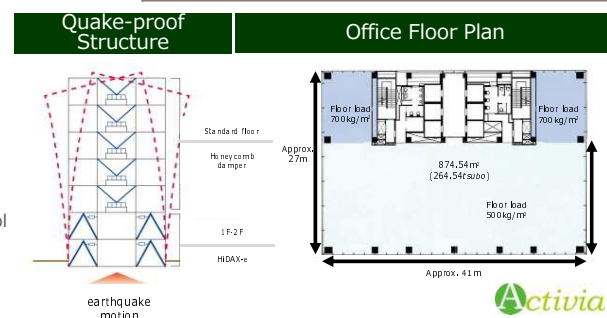 Quake-proof
Structure
Office Floor Plan
Standard floor
Honeycomb
damper
1F-2F
HiDAX-e
earthquake
motion
Floor load
700kg/m²
Floor load
700kg/m²
Approx.
27m
874.54m²
(264.54tsubo)
Floor load
500kg/m²
Approx. 41m
ol
Activia